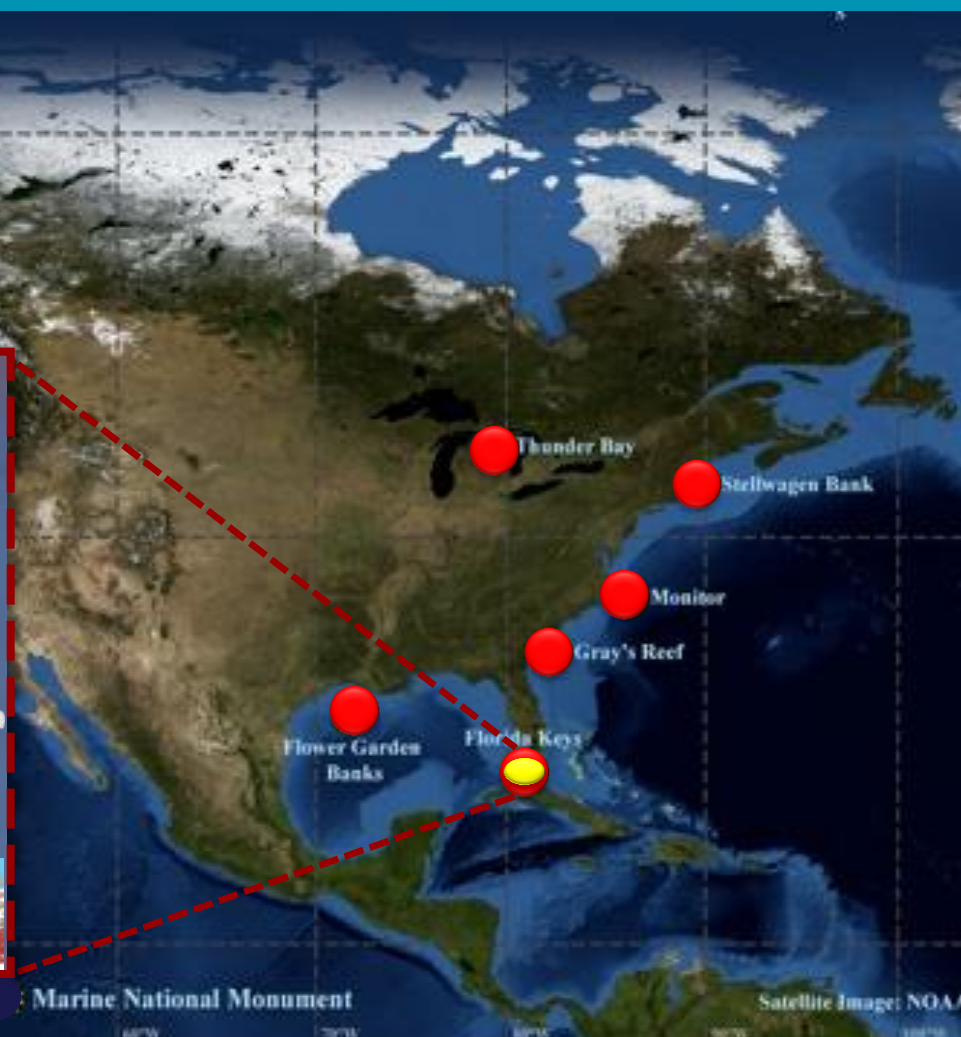 Thunder Bay
Stellwagen Bank
Monitor
Gray's Reef
Florida Keys
Flower Garden
Banks
Marine National Monument
Satellite Image: NOAA